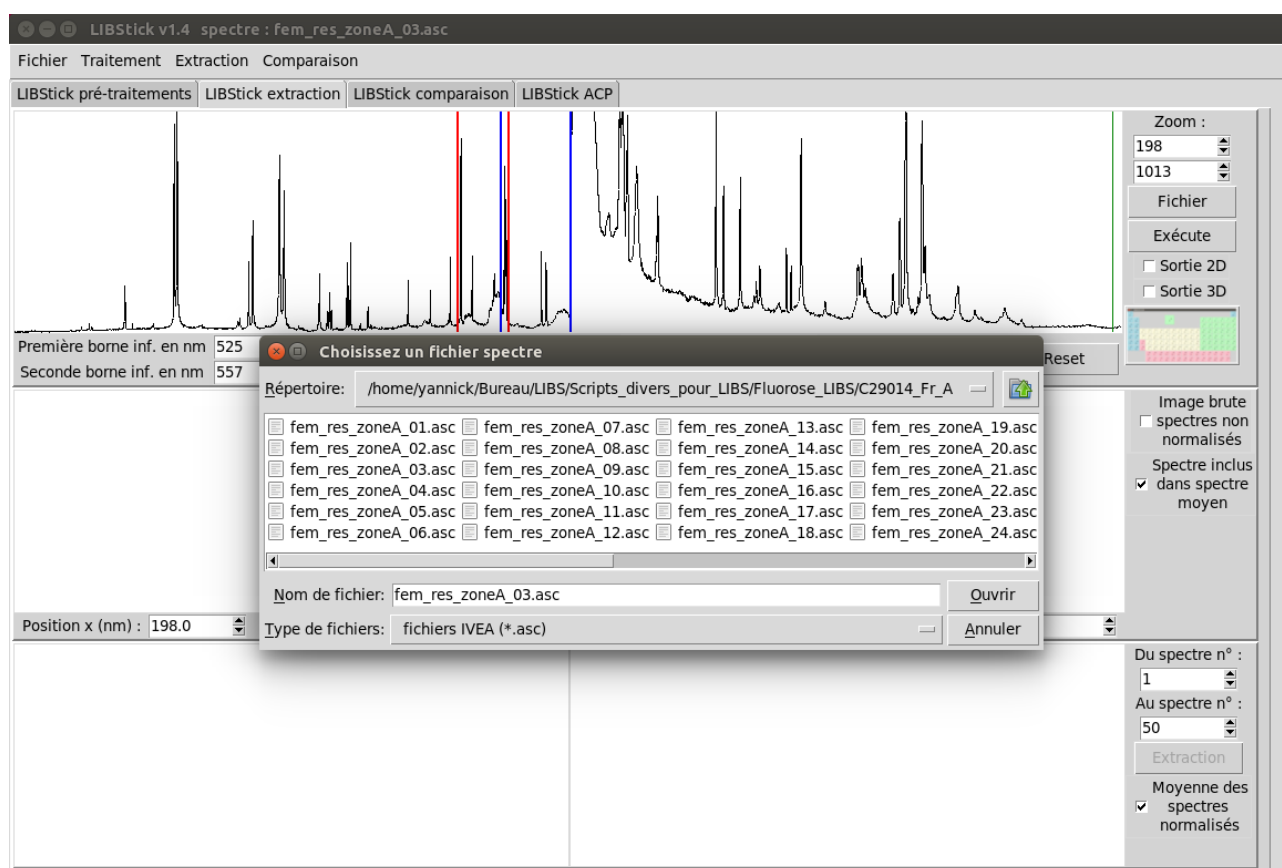 LIBStick v1.4 spectre : fem_res_zoneA_03.asc
Fichier Traitement Extraction Comparaison
LIBStick pré-traitements LIBStick extraction LIBStick comparaison LIBStick ACP
Zoom :
198
1013
Fichier
Exécute
Sortie 2D
Sortie 3D
Première borne inf. en nm 525
Seconde borne inf. en nm 557
Reset
Choisissez un fichier spectre
Répertoire: /home/yannick/Bureau/LIBS/Scripts_divers_pour_LIBS/Fluorose_LIBS/C29014_Fr_A
fem_res_zoneA_01.asc fem_res_zoneA_07.asc fem_res_zoneA_13.asc fem_res_zoneA_19.asc
fem_res_zoneA_02.asc fem_res_zoneA_08.asc fem_res_zoneA_14.asc fem_res_zoneA_20.asc
fem_res_zoneA_03.asc fem_res_zoneA_09.asc fem_res_zoneA_15.asc fem_res_zoneA_21.asc
fem_res_zoneA_04.asc fem_res_zoneA_10.asc fem_res_zoneA_16.asc fem_res_zoneA_22.asc
fem_res_zoneA_05.asc fem_res_zoneA_11.asc fem_res_zoneA_17.asc fem_res_zoneA_23.asc
fem_res_zoneA_06.asc fem_res_zoneA_12.asc fem_res_zoneA_18.asc fem_res_zoneA_24.asc
Nom de fichier: fem_res_zoneA_03.asc Ouvrir
Type de fichiers: fichiers IVEA (*.asc) Annuler
Image brute
spectres non
normalisés
Spectre inclus
dans spectre
moyen
Position x (nm) : 198.0
Du spectre n° :
1
Au spectre n° :
50
Extraction
Moyenne des
spectres
normalisés